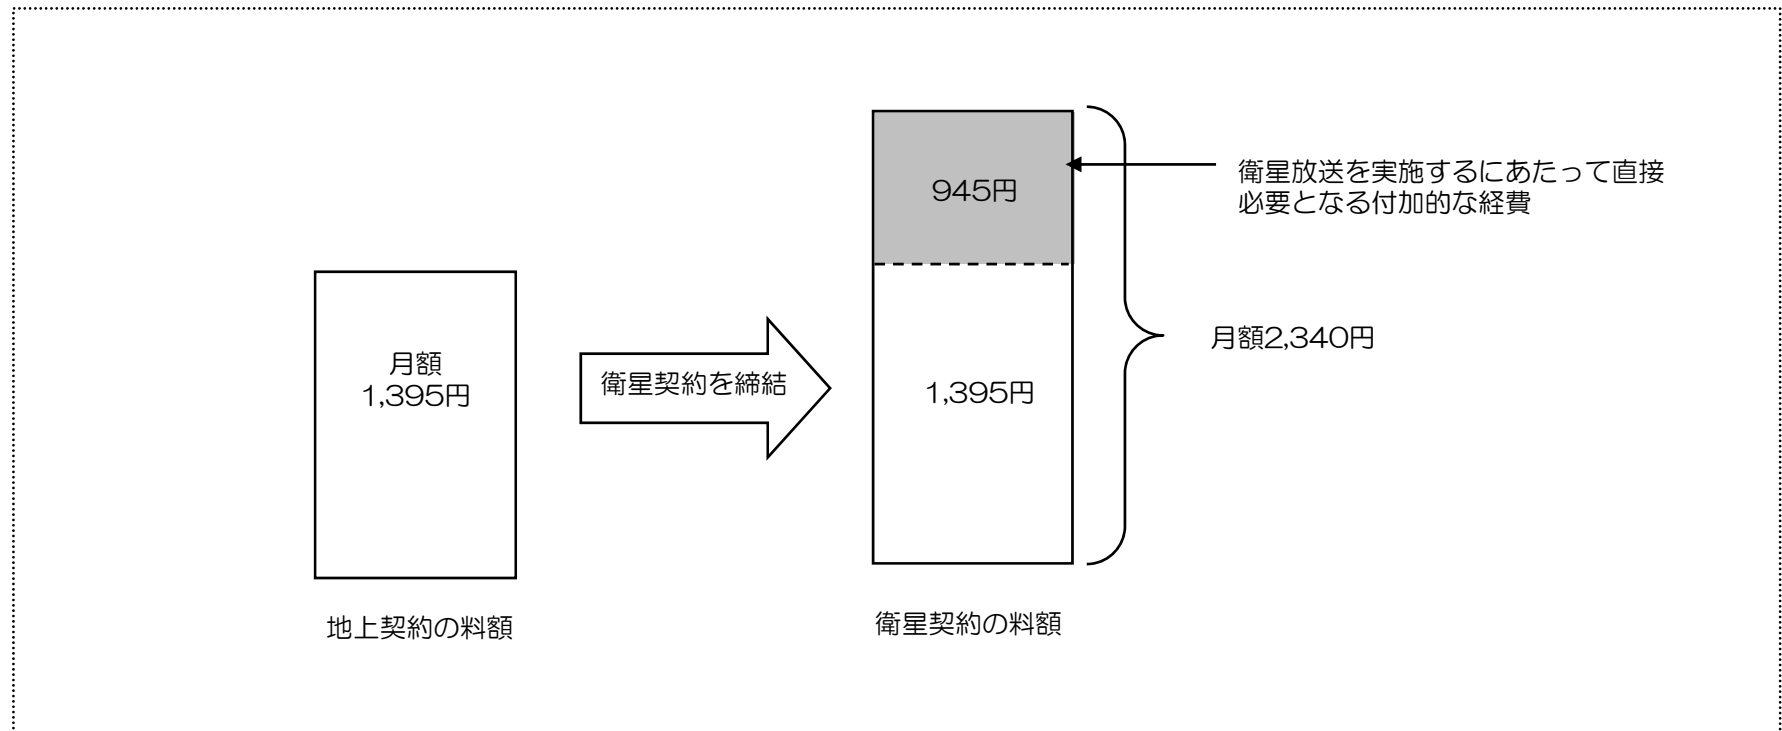 945円
衛星放送を実施するにあたって直接
必要となる付加的な経費
月額
1,395円
衛星契約を締結
1,395円
月額2,340円
地上契約の料額
衛星契約の料額